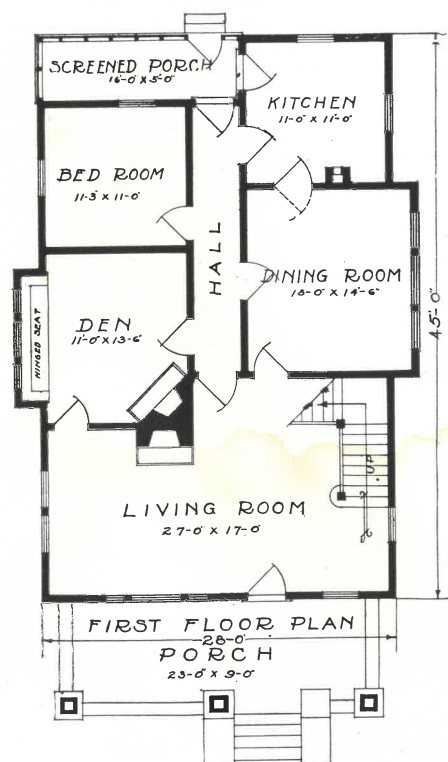 SCREENED PORCH
16'-0" X 5'-0"
KITCHEN
11'-0" X 11'-0"
BED ROOM
11'-3" X 11'-0"
HALL
DINING ROOM
13'-0" X 14'-6"
45'-0"
HINGED SEAT
DEN
11'-0" X 13'-6"
UP
LIVING ROOM
27'-0" X 17'-0"
FIRST FLOOR PLAN
28'-0"
PORCH
23'-0" X 9'-0"